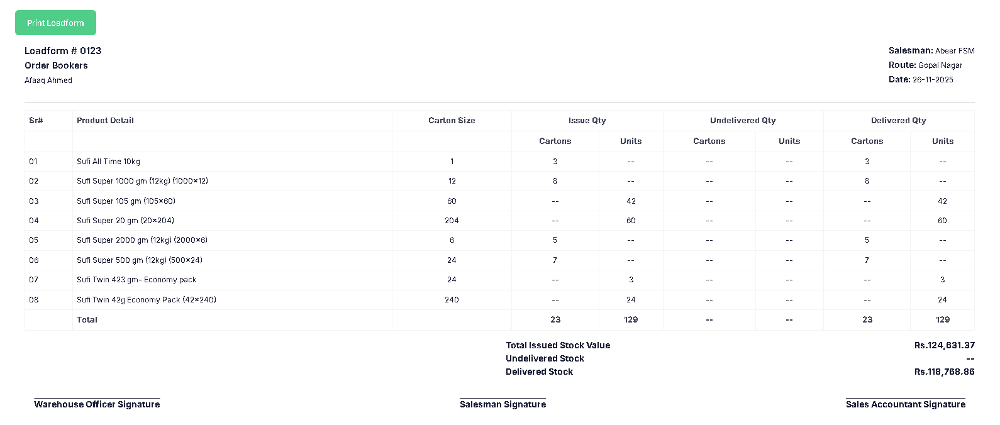 Print Loadform
Loadform # 0123
Order Bookers
Afaaq Ahmed
Salesman: Abeer FSM
Route: Gopal Nagar
Date: 26-11-2025
Sr# Product Detail Carton Size Issue Qty Undelivered Qty Delivered Qty
Cartons Units Cartons Units Cartons Units
01 Sufi All Time 10kg 1 3 -- -- -- 3 --
02 Sufi Super 1000 gm (12kg) (1000×12) 12 8 -- -- -- 8 --
03 Sufi Super 105 gm (105×60) 60 -- 42 -- -- -- 42
04 Sufi Super 20 gm (20×204) 204 -- 60 -- -- -- 60
05 Sufi Super 2000 gm (12kg) (2000×6) 6 5 -- -- -- 5 --
06 Sufi Super 500 gm (12kg) (500×24) 24 7 -- -- -- 7 --
07 Sufi Twin 423 gm- Economy pack 24 -- 3 -- -- -- 3
08 Sufi Twin 42g Economy Pack (42×240) 240 -- 24 -- -- -- 24
Total 23 129 -- -- 23 129
Total Issued Stock Value Rs.124,631.37
Undelivered Stock --
Delivered Stock Rs.118,768.86
Warehouse Officer Signature Salesman Signature Sales Accountant Signature